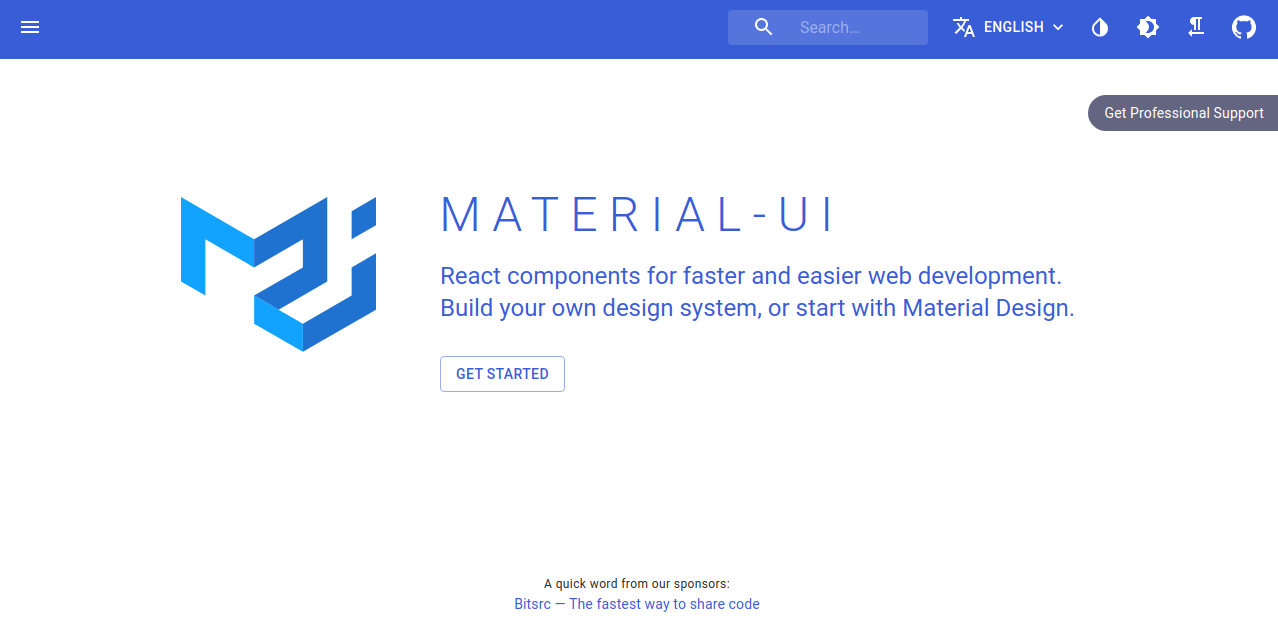 Search…
ENGLISH
Get Professional Support
MATERIAL-UI
React components for faster and easier web development.
Build your own design system, or start with Material Design.
GET STARTED
A quick word from our sponsors:
Bitsrc — The fastest way to share code